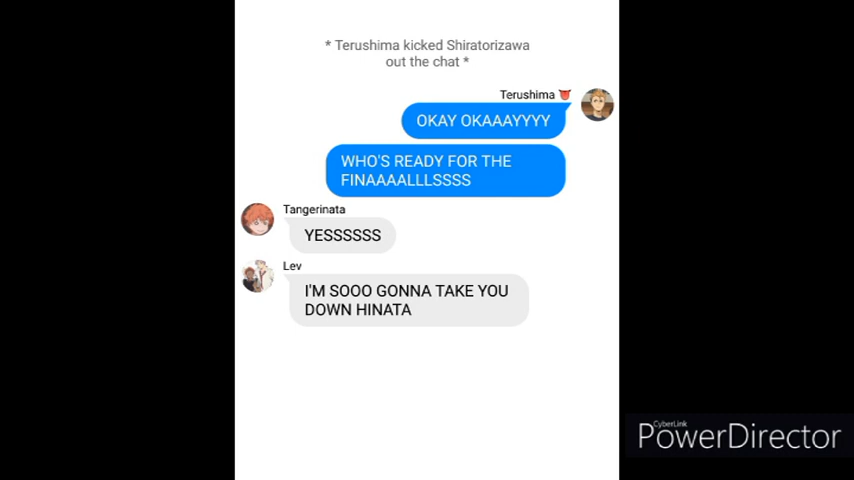 * Terushima kicked Shiratorizawa
out the chat *
Terushima 👅
OKAY OKAAAYYYY
WHO'S READY FOR THE
FINAAAALLLSSSS
Tangerinata
YESSSSSS
Lev
I'M SOOO GONNA TAKE YOU
DOWN HINATA
CyberLink
PowerDirector